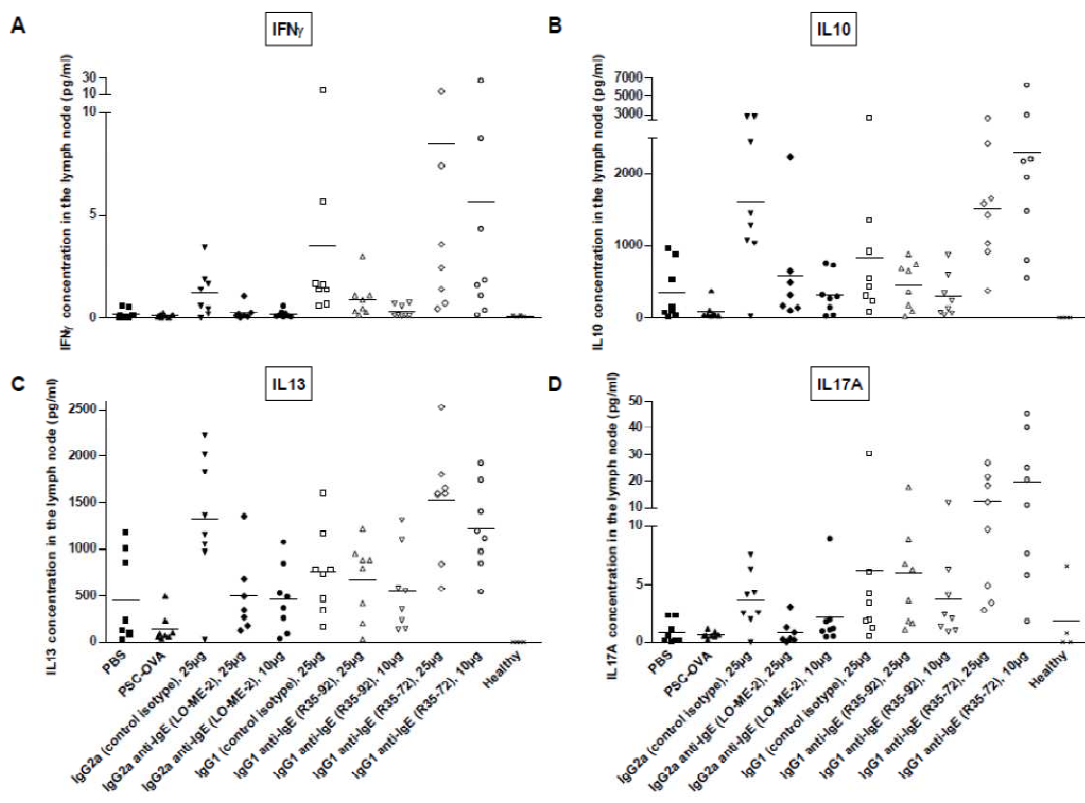 A
IFNγ
IFNγ concentration in the lymph node (pg/ml)
30
10
10
5
0
B
IL10
IL10 concentration in the lymph node (pg/ml)
7000
5000
3000
2000
1000
0
C
IL13
IL13 concentration in the lymph node (pg/ml)
2500
2000
1500
1000
500
0
PBS
PSC-OVA
IgG2a (control isotype), 25µg
IgG2a anti-IgE (LO-ME-2), 25µg
IgG2a anti-IgE (LO-ME-2), 10µg
IgG1 (control isotype), 25µg
IgG1 anti-IgE (R35-92), 25µg
IgG1 anti-IgE (R35-92), 10µg
IgG1 anti-IgE (R35-72), 25µg
IgG1 anti-IgE (R35-72), 10µg
Healthy
D
IL17A
IL17A concentration in the lymph node (pg/ml)
50
40
30
20
10
10
5
0
PBS
PSC-OVA
IgG2a (control isotype), 25µg
IgG2a anti-IgE (LO-ME-2), 25µg
IgG2a anti-IgE (LO-ME-2), 10µg
IgG1 (control isotype), 25µg
IgG1 anti-IgE (R35-92), 25µg
IgG1 anti-IgE (R35-92), 10µg
IgG1 anti-IgE (R35-72), 25µg
IgG1 anti-IgE (R35-72), 10µg
Healthy